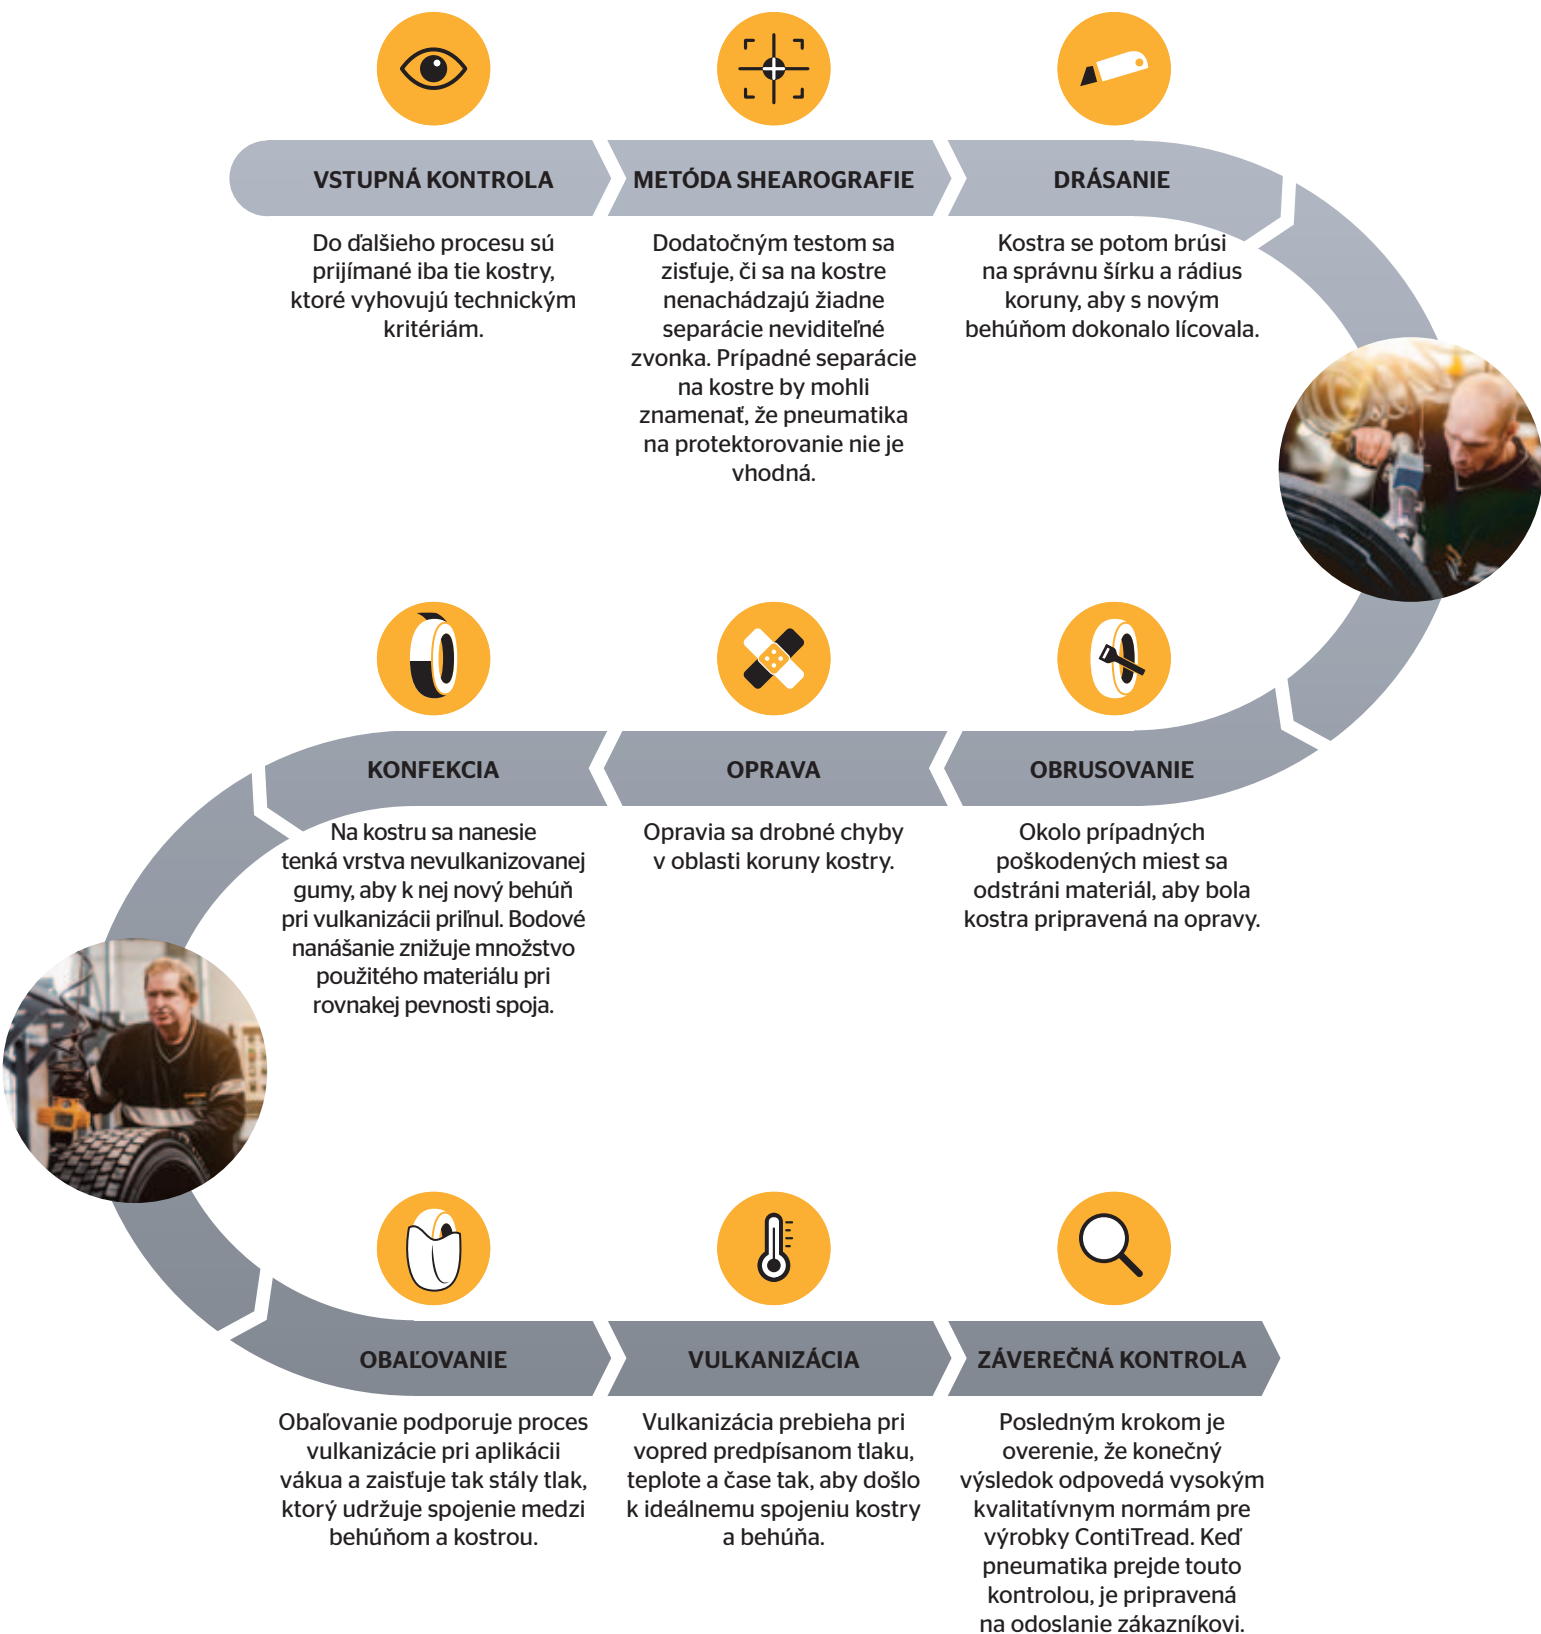 VSTUPNÁ KONTROLA
Do ďalšieho procesu sú
prijímané iba tie kostry,
ktoré vyhovujú technickým
kritériám.
METÓDA SHEAROGRAFIE
Dodatočným testom sa
zisťuje, či sa na kostre
nenachádzajú žiadne
separácie neviditeľné
zvonka. Prípadné separácie
na kostre by mohli
znamenať, že pneumatika
na protektorovanie nie je
vhodná.
DRÁSANIE
Kostra se potom brúsi
na správnu šírku a rádius
koruny, aby s novým
behúňom dokonalo lícovala.
OBRUSOVANIE
Okolo prípadných
poškodených miest sa
odstráni materiál, aby bola
kostra pripravená na opravy.
OPRAVA
Opravia sa drobné chyby
v oblasti koruny kostry.
KONFEKCIA
Na kostru sa nanesie
tenká vrstva nevulkanizovanej
gumy, aby k nej nový behúň
pri vulkanizácii priľnul. Bodové
nanášanie znižuje množstvo
použitého materiálu pri
rovnakej pevnosti spoja.
OBAĽOVANIE
Obaľovanie podporuje proces
vulkanizácie pri aplikácii
vákua a zaisťuje tak stály tlak,
ktorý udržuje spojenie medzi
behúňom a kostrou.
VULKANIZÁCIA
Vulkanizácia prebieha pri
vopred predpísanom tlaku,
teplote a čase tak, aby došlo
k ideálnemu spojeniu kostry
a behúňa.
ZÁVEREČNÁ KONTROLA
Posledným krokom je
overenie, že konečný
výsledok odpovedá vysokým
kvalitatívnym normám pre
výrobky ContiTread. Keď
pneumatika prejde touto
kontrolou, je pripravená
na odoslanie zákazníkovi.